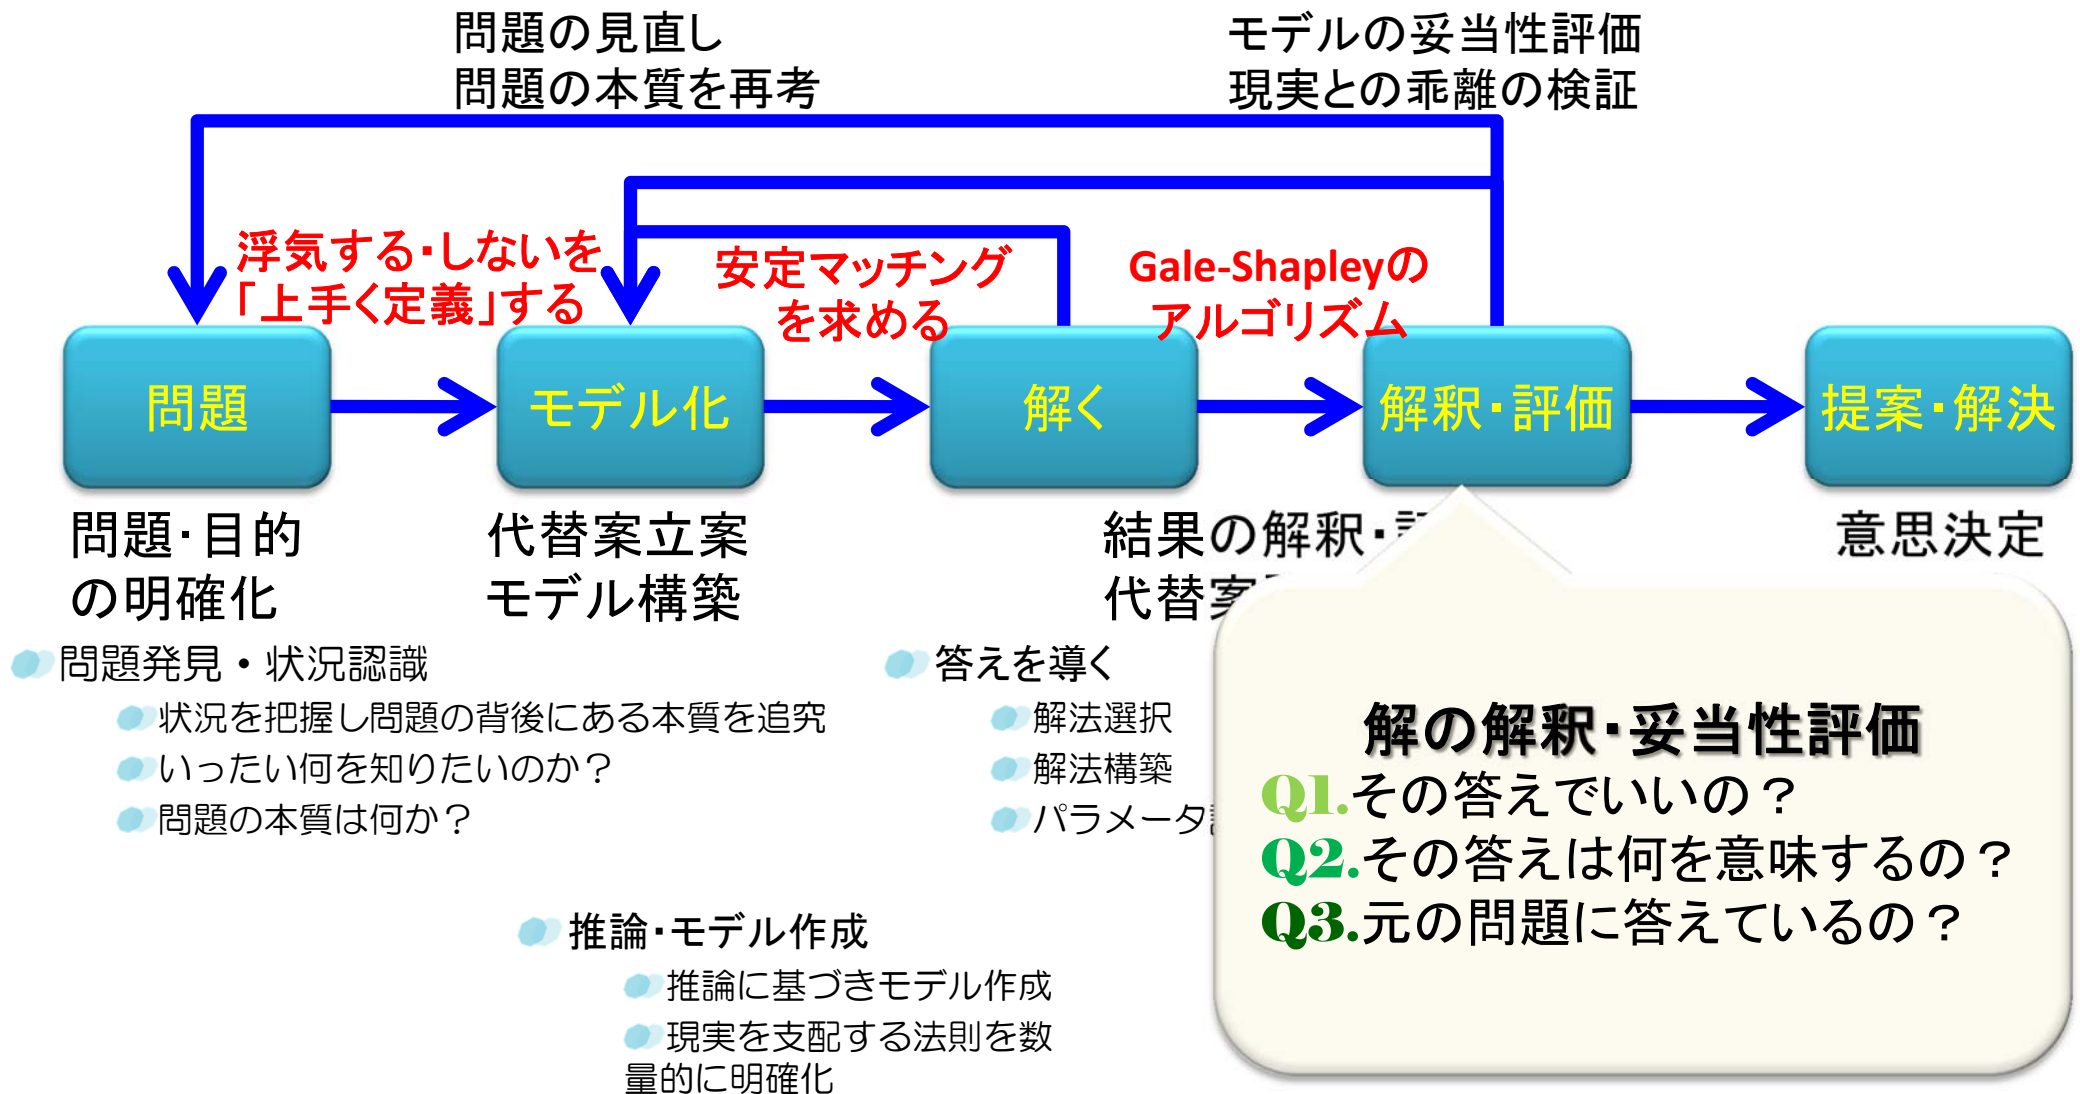 問題の見直し
問題の本質を再考
モデルの妥当性評価
現実との乖離の検証
浮気する・しないを
「上手く定義」する
安定マッチング
を求める
Gale-Shapleyの
アルゴリズム
問題
モデル化
解く
解釈・評価
提案・解決
問題・目的
の明確化
代替案立案
モデル構築
結果の解釈・
代替案
意思決定
問題発見・状況認識
状況を把握し問題の背後にある本質を追究
いったい何を知りたいのか？
問題の本質は何か？
答えを導く
解法選択
解法構築
パラメータ
推論・モデル作成
推論に基づきモデル作成
現実を支配する法則を数
量的に明確化
解の解釈・妥当性評価
Q1.その答えでいいの？
Q2.その答えは何を意味するの？
Q3.元の問題に答えているの？